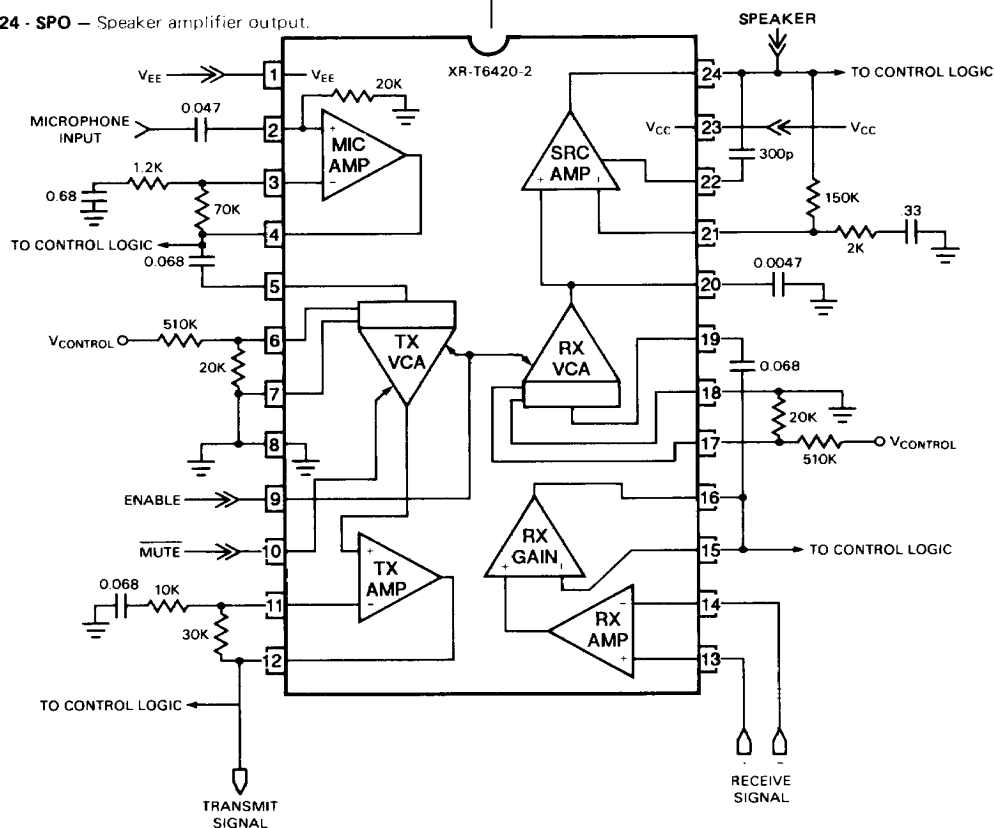 24 - SPO — Speaker amplifier output.
SPEAKER
XR-T6420-2
VEE
1
VEE
24
TO CONTROL LOGIC
20K
0.047
MICROPHONE
INPUT
2
+
MIC
AMP
−
VCC
23
VCC
SRC
AMP
+
−
300p
22
1.2K
3
0.68
70K
150K
.33
21
2K
4
TO CONTROL LOGIC
0.068
5
20
0.0047
TX
VCA
RX
VCA
510K
VCONTROL
6
19
0.068
20K
7
18
20K
8
17
VCONTROL
510K
ENABLE
9
16
RX
GAIN
+
−
MUTE
10
15
TO CONTROL LOGIC
+
TX
AMP
−
0.068
10K
11
14
−
RX
AMP
+
30K
12
13
TO CONTROL LOGIC
RECEIVE
SIGNAL
TRANSMIT
SIGNAL